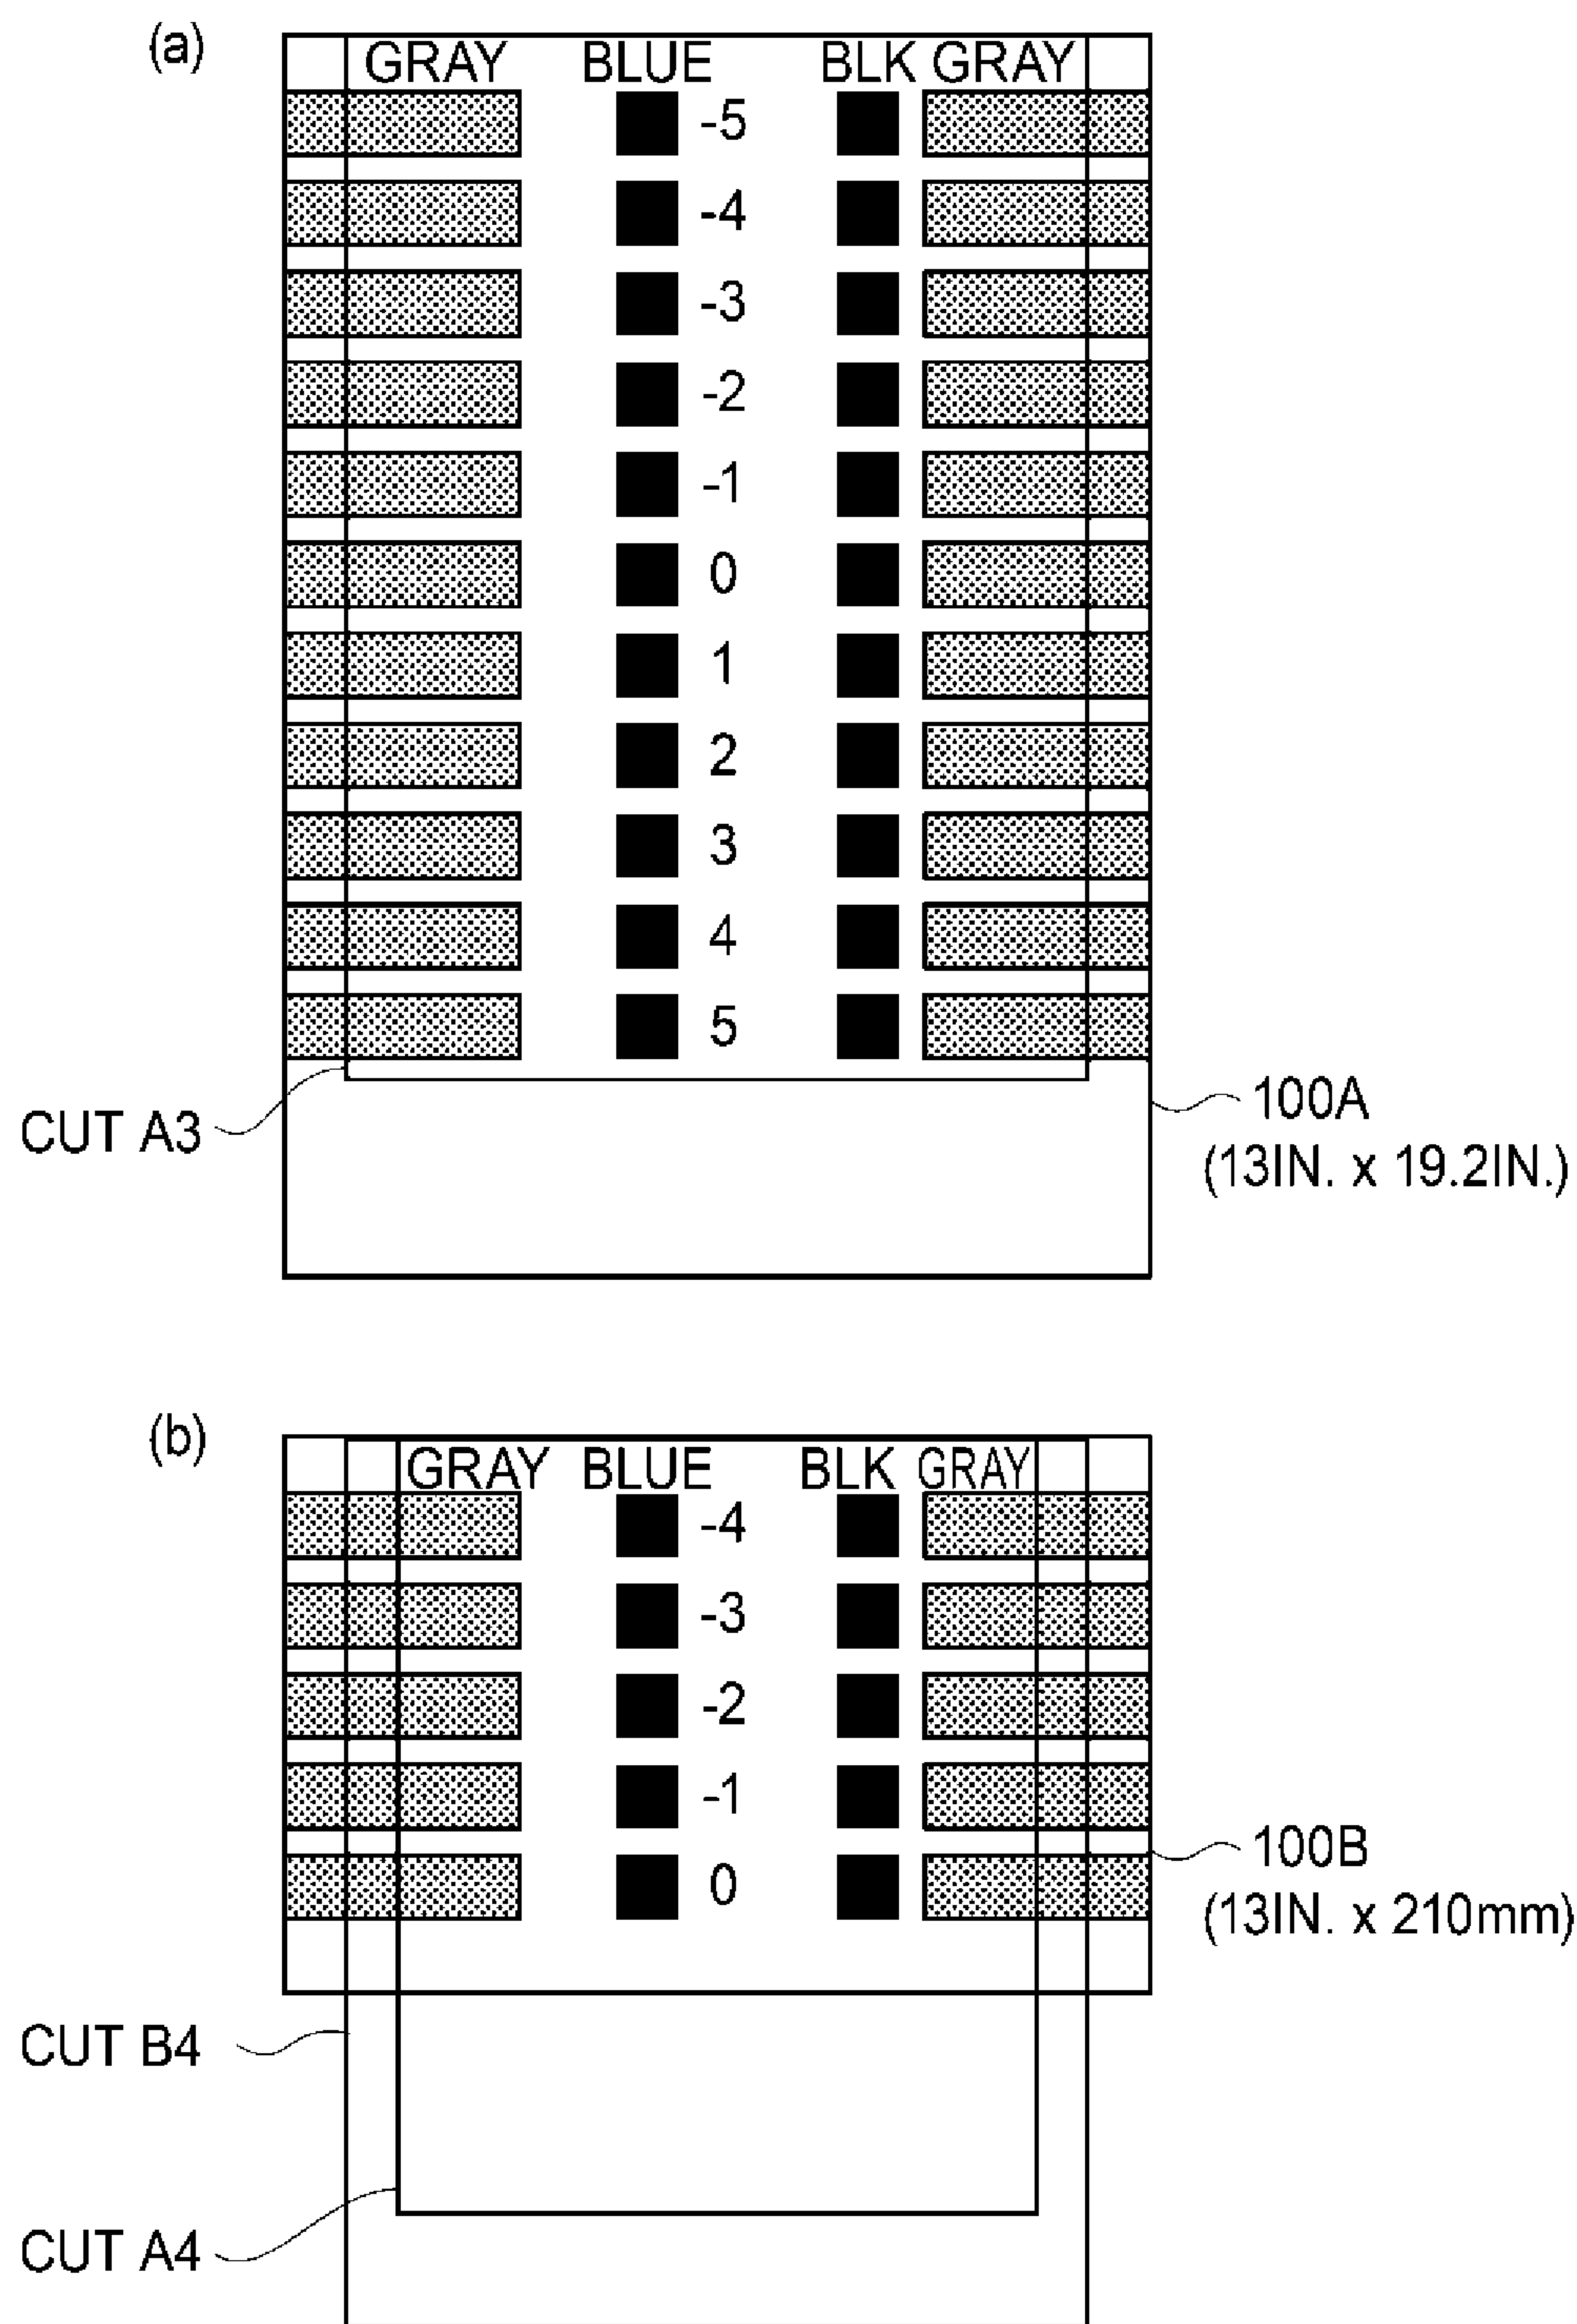 (a)
GRAY BLUE BLK GRAY
-5
-4
-3
-2
-1
0
1
2
3
4
5
CUT A3
100A
(13IN. x 19.2IN.)
(b)
GRAY BLUE BLK GRAY
-4
-3
-2
-1
0
100B
(13IN. x 210mm)
CUT B4
CUT A4